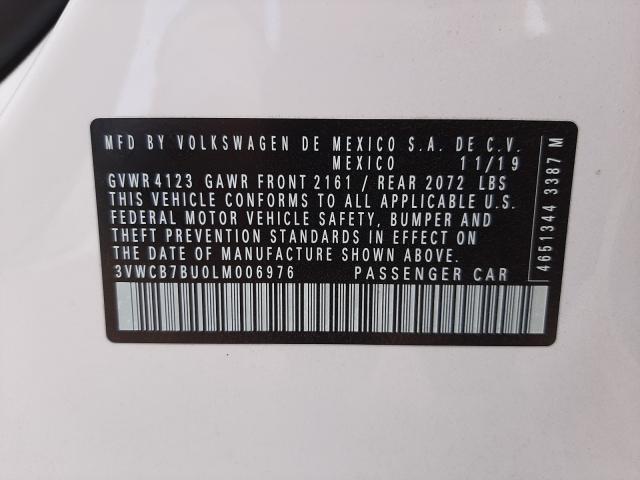 MFD BY VOLKSWAGEN DE MEXICO S.A. DE C.V.
MEXICO 11/19
GVWR 4123 GAWR FRONT 2161 / REAR 2072 LBS
THIS VEHICLE CONFORMS TO ALL APPLICABLE U.S.
FEDERAL MOTOR VEHICLE SAFETY, BUMPER AND
THEFT PREVENTION STANDARDS IN EFFECT ON
THE DATE OF MANUFACTURE SHOWN ABOVE.
3VWCB7BU0LM006976 PASSENGER CAR
4651344 3387 M